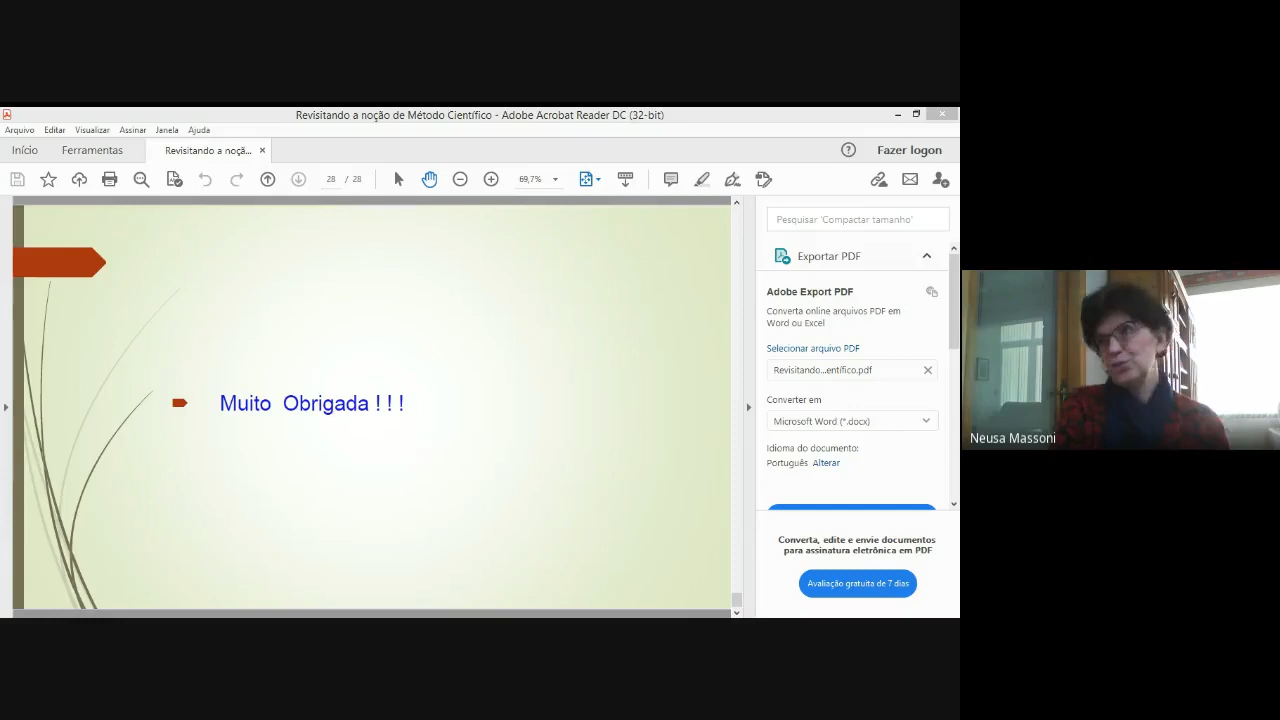 Revisitando a noção de Método Científico - Adobe Acrobat Reader DC (32-bit)
Arquivo Editar Visualizar Assinar Janela Ajuda
Início Ferramentas Revisitando a noçã... Fazer logon
28 / 28 69,7%
Pesquisar 'Compactar tamanho'
Exportar PDF
Adobe Export PDF
Converta online arquivos PDF em
Word ou Excel
Selecionar arquivo PDF
Revisitando...entífico.pdf
Converter em
Microsoft Word (*.docx)
Idioma do documento:
Português Alterar
Converta, edite e envie documentos
para assinatura eletrônica em PDF
Avaliação gratuita de 7 dias
Muito Obrigada ! ! !
Neusa Massoni